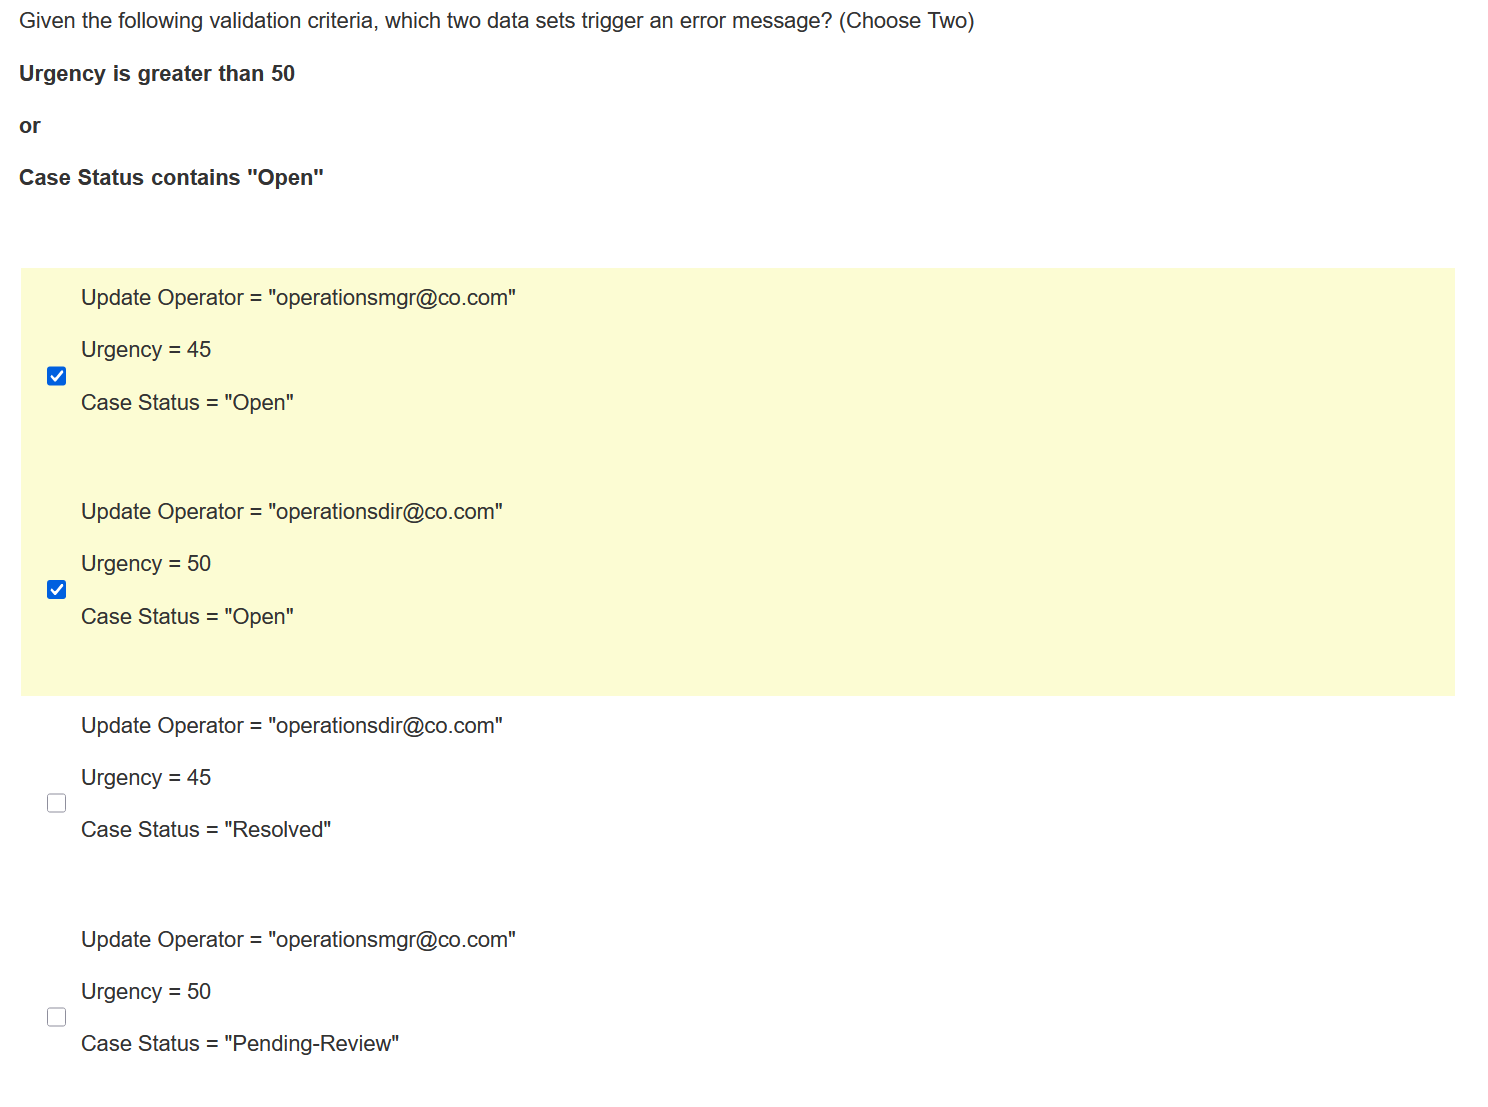 Given the following validation criteria, which two data sets trigger an error message? (Choose Two)
Urgency is greater than 50
or
Case Status contains "Open"
Update Operator = "operationsmgr@co.com"
Urgency = 45
Case Status = "Open"
Update Operator = "operationsdir@co.com"
Urgency = 50
Case Status = "Open"
Update Operator = "operationsdir@co.com"
Urgency = 45
Case Status = "Resolved"
Update Operator = "operationsmgr@co.com"
Urgency = 50
Case Status = "Pending-Review"